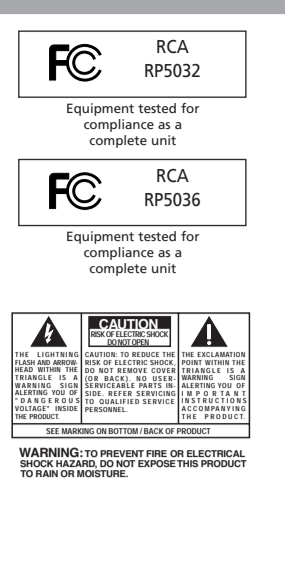 FC
RCA
RP5032
Equipment tested for
compliance as a
complete unit
FC
RCA
RP5036
Equipment tested for
compliance as a
complete unit
THE LIGHTNING
FLASH AND ARROW-
HEAD WITHIN THE
TRIANGLE IS A
WARNING SIGN
ALERTING YOU OF
"DANGEROUS
VOLTAGE" INSIDE
THE PRODUCT.
CAUTION
RISK OF ELECTRIC SHOCK
DO NOT OPEN
CAUTION: TO REDUCE THE
RISK OF ELECTRIC SHOCK,
DO NOT REMOVE COVER
(OR BACK). NO USER-
SERVICEABLE PARTS IN-
SIDE. REFER SERVICING
TO QUALIFIED SERVICE
PERSONNEL.
!
THE EXCLAMATION
POINT WITHIN THE
TRIANGLE IS A
WARNING SIGN
ALERTING YOU OF
IMPORTANT
INSTRUCTIONS
ACCOMPANYING
THE PRODUCT.
SEE MARKING ON BOTTOM / BACK OF PRODUCT
WARNING: TO PREVENT FIRE OR ELECTRICAL
SHOCK HAZARD, DO NOT EXPOSE THIS PRODUCT
TO RAIN OR MOISTURE.